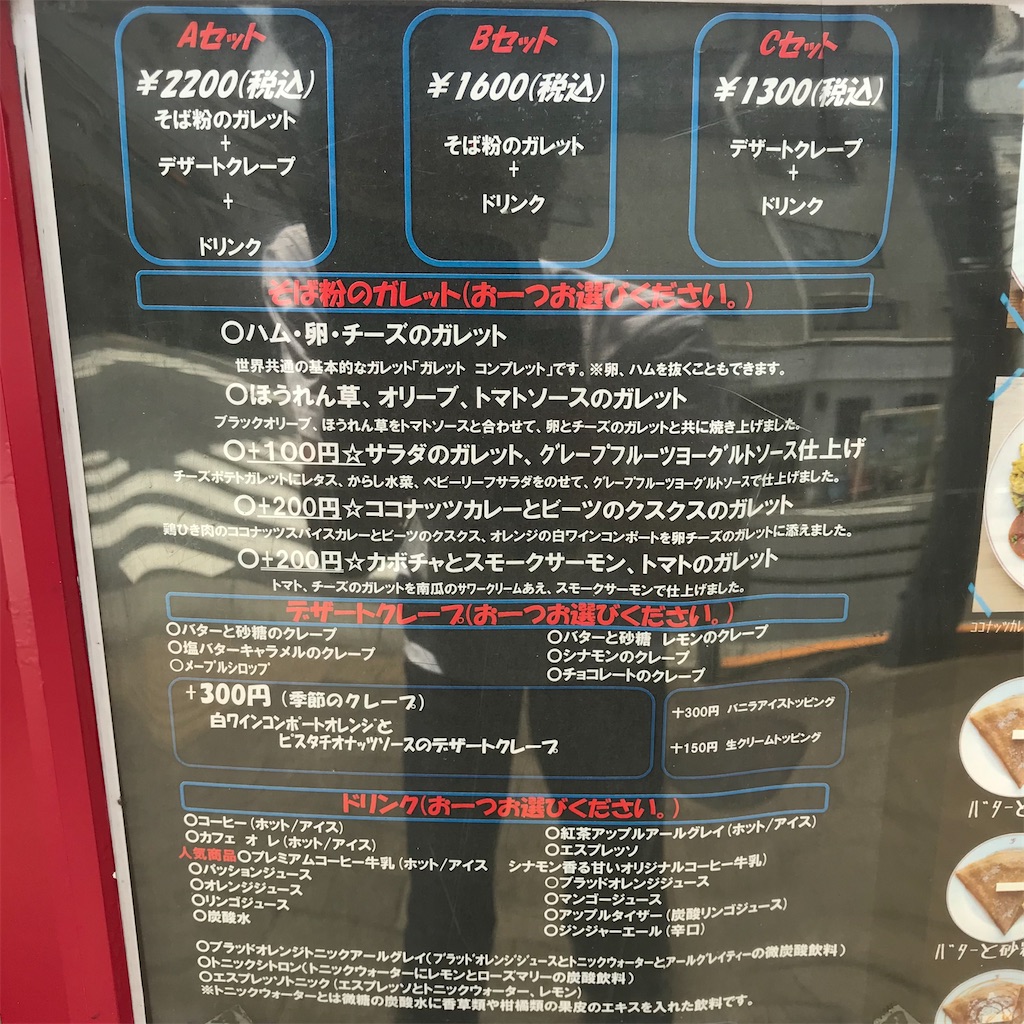 Aセット
￥2200(税込)
そば粉のガレット
+
デザートクレープ
+
ドリンク
Bセット
￥1600(税込)
そば粉のガレット
+
ドリンク
Cセット
￥1300(税込)
デザートクレープ
+
ドリンク
そば粉のガレット(お一つお選びください。)
○ハム・卵・チーズのガレット
世界共通の基本的なガレット「ガレット コンプレット」です。※卵、ハムを抜くこともできます。
○ほうれん草、オリーブ、トマトソースのガレット
ブラックオリーブ、ほうれん草をトマトソースと合わせて、卵とチーズのガレットと共に焼き上げました。
○+100円☆サラダのガレット、グレープフルーツヨーグルトソース仕上げ
チーズポテトガレットにレタス、からし水菜、ベビーリーフサラダをのせて、グレープフルーツヨーグルトソースで仕上げました。
○+200円☆ココナッツカレーとビーツのクスクスのガレット
鶏ひき肉のココナッツスパイスカレーとビーツのクスクス、オレンジの白ワインコンポートを卵チーズのガレットに添えました。
○+200円☆カボチャとスモークサーモン、トマトのガレット
トマト、チーズのガレットを南瓜のサワークリームあえ、スモークサーモンで仕上げました。
デザートクレープ(お一つお選びください。)
○バターと砂糖のクレープ
○塩バターキャラメルのクレープ
○メープルシロップ
○バターと砂糖 レモンのクレープ
○シナモンのクレープ
○チョコレートのクレープ
+300円(季節のクレープ)
白ワインコンポートオレンジと
ピスタチオナッツソースのデザートクレープ
+300円 バニラアイストッピング
+150円 生クリームトッピング
ドリンク(お一つお選びください。)
○コーヒー(ホット/アイス)
○カフェ オ レ(ホット/アイス)
人気商品○プレミアムコーヒー牛乳(ホット/アイス シナモン香る甘いオリジナルコーヒー牛乳)
○パッションジュース
○オレンジジュース
○リンゴジュース
○炭酸水
○紅茶アップルアールグレイ(ホット/アイス)
○エスプレッソ
○ブラッドオレンジジュース
○マンゴージュース
○アップルタイザー(炭酸リンゴジュース)
○ジンジャーエール(辛口)
○ブラッドオレンジトニックアールグレイ(ブラッドオレンジジュースとトニックウォーターとアールグレイティーの微炭酸飲料)
○トニックシトロン(トニックウォーターにレモンとローズマリーの炭酸飲料)
○エスプレッソトニック(エスプレッソとトニックウォーター、レモン)
※トニックウォーターとは微糖の炭酸水に香草類や柑橘類の果皮のエキスを入れた飲料です。
ココナッツカレ
バターと
バターと砂糖